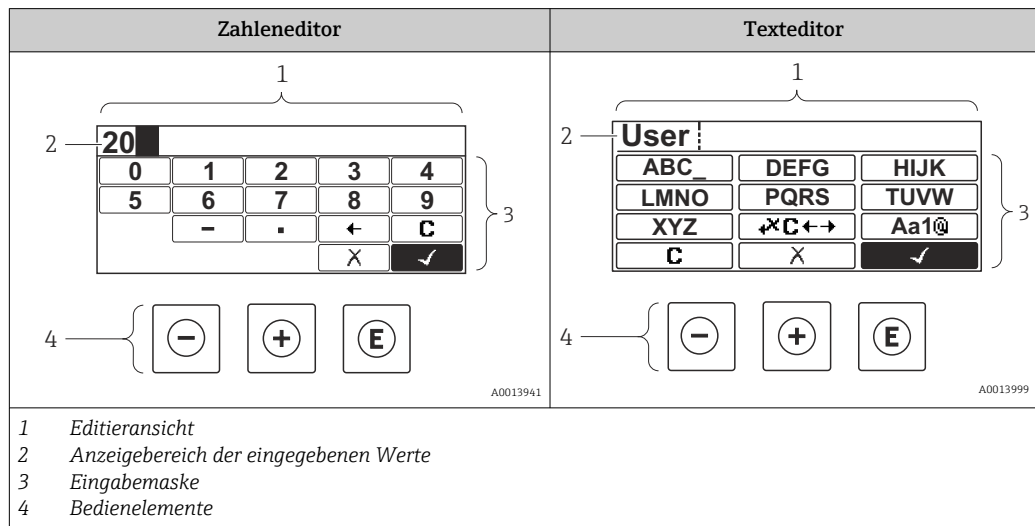 Zahleneditor
Texteditor
1
2
20
0 1 2 3 4
5 6 7 8 9
− . ← C
X ✓
3
4
− + E
A0013941
1
2
User
ABC_ DEFG HIJK
LMNO PQRS TUVW
XYZ C←→ Aa1@
C X ✓
3
4
− + E
A0013999
1 Editieransicht
2 Anzeigebereich der eingegebenen Werte
3 Eingabemaske
4 Bedienelemente